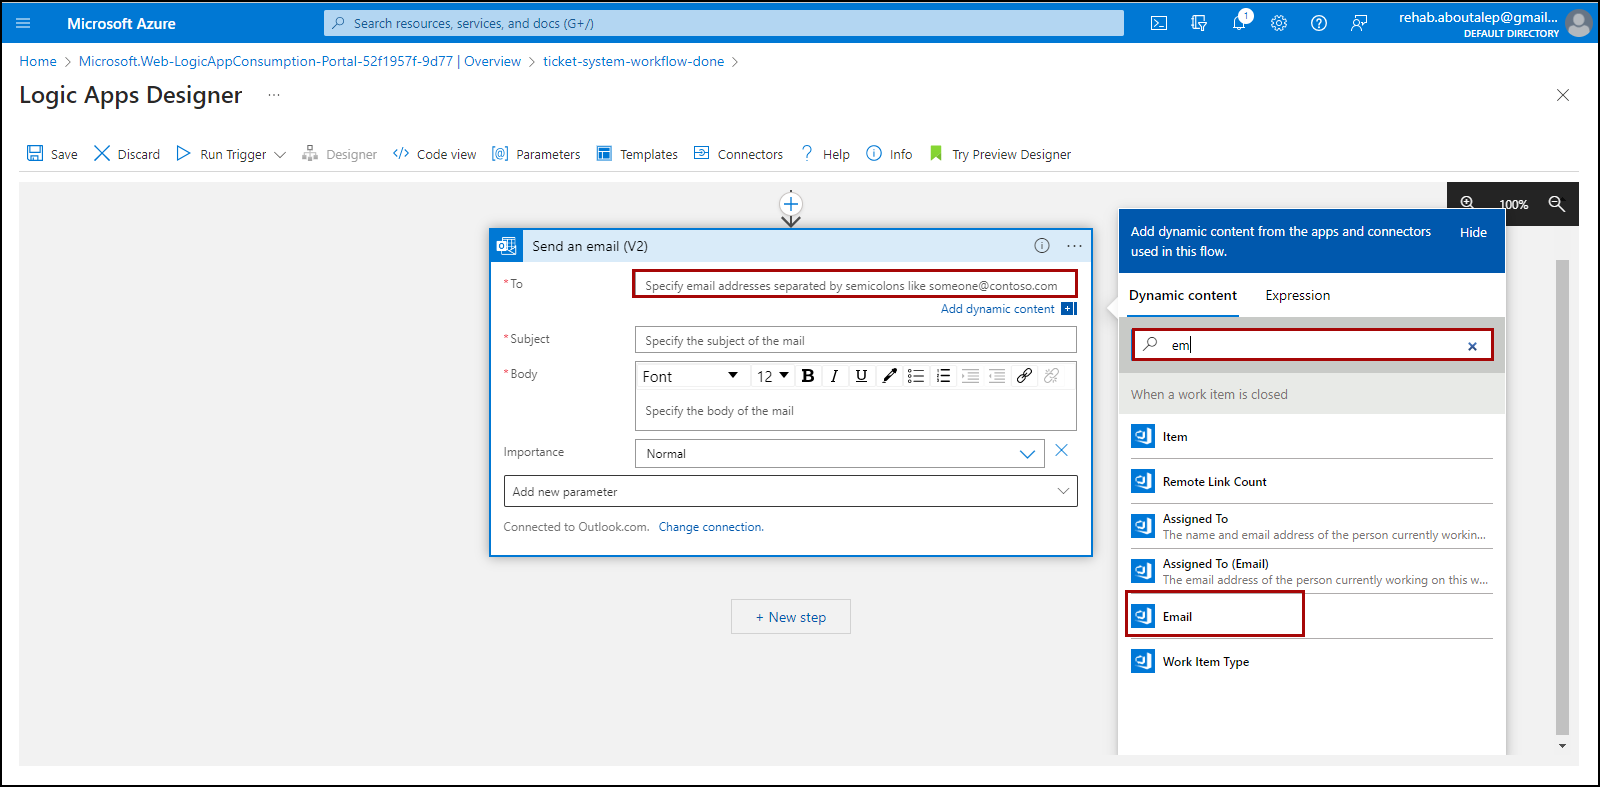 Microsoft Azure
Search resources, services, and docs (G+/)
1
rehab.aboutalep@gmail...
DEFAULT DIRECTORY
Home > Microsoft.Web-LogicAppConsumption-Portal-52f1957f-9d77 | Overview > ticket-system-workflow-done >
Logic Apps Designer ...
Save Discard Run Trigger Designer Code view Parameters Templates Connectors Help Info Try Preview Designer
100%
Send an email (V2)
*To
Specify email addresses separated by semicolons like someone@contoso.com
Add dynamic content
*Subject
Specify the subject of the mail
*Body
Font 12 B I U
Specify the body of the mail
Importance
Normal
Add new parameter
Connected to Outlook.com. Change connection.
+ New step
Add dynamic content from the apps and connectors
used in this flow.
Hide
Dynamic content Expression
em
When a work item is closed
Item
Remote Link Count
Assigned To
The name and email address of the person currently workin...
Assigned To (Email)
The email address of the person currently working on this w...
Email
Work Item Type